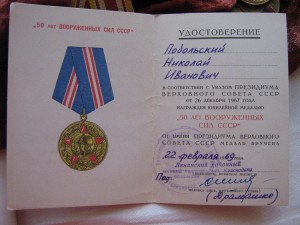 "50 лет ВООРУЖЕННЫХ СИЛ СССР"
УДОСТОВЕРЕНИЕ
Подольский
Николай
Иванович
В СООТВЕТСТВИИ С УКАЗОМ ПРЕЗИДИУМА
ВЕРХОВНОГО СОВЕТА СССР
ОТ 26 ДЕКАБРЯ 1967 ГОДА
НАГРАЖДЕН ЮБИЛЕЙНОЙ МЕДАЛЬЮ
"50 ЛЕТ ВООРУЖЕННЫХ
СИЛ СССР"
ОТ ИМЕНИ ПРЕЗИДИУМА ВЕРХОВНОГО
СОВЕТА СССР МЕДАЛЬ ВРУЧЕНА
22 февраля 69